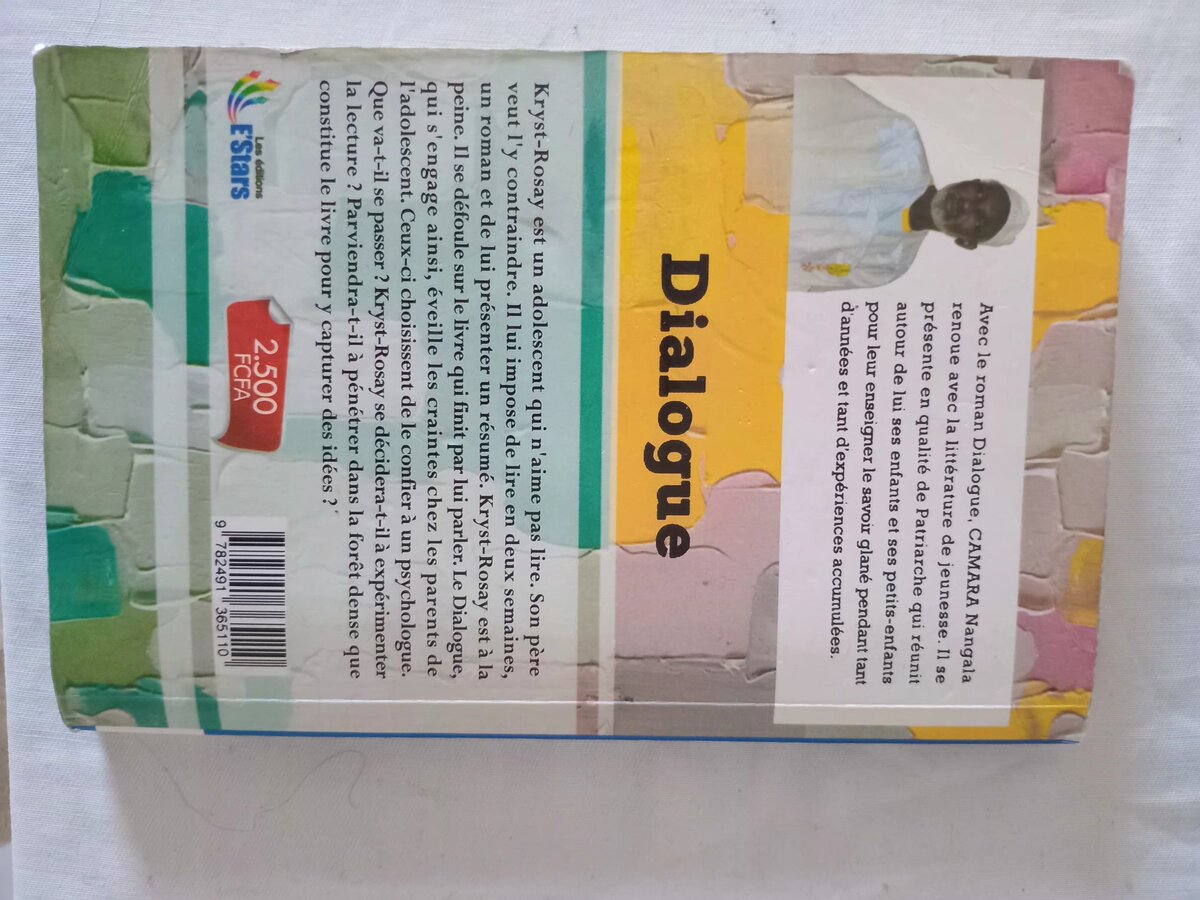 Avec le roman Dialogue, CAMARA Nangala
renoue avec la littérature de jeunesse. Il se
présente en qualité de Patriarche qui réunit
autour de lui ses enfants et ses petits-enfants
pour leur enseigner le savoir glané pendant tant
d'années et tant d'expériences accumulées.
Dialogue
Kryst-Rosay est un adolescent qui n'aime pas lire. Son père
veut l'y contraindre. Il lui impose de lire en deux semaines,
un roman et de lui présenter un résumé. Kryst-Rosay est à la
peine. Il se défoule sur le livre qui finit par lui parler. Le Dialogue,
qui s'engage ainsi, éveille les craintes chez les parents de
l'adolescent. Ceux-ci choisissent de le confier à un psychologue.
Que va-t-il se passer ? Kryst-Rosay se décidera-t-il à expérimenter
la lecture ? Parviendra-t-il à pénétrer dans la forêt dense que
constitue le livre pour y capturer des idées ?
Les éditions
E'Stars
2.500
FCFA
9 782491 365110